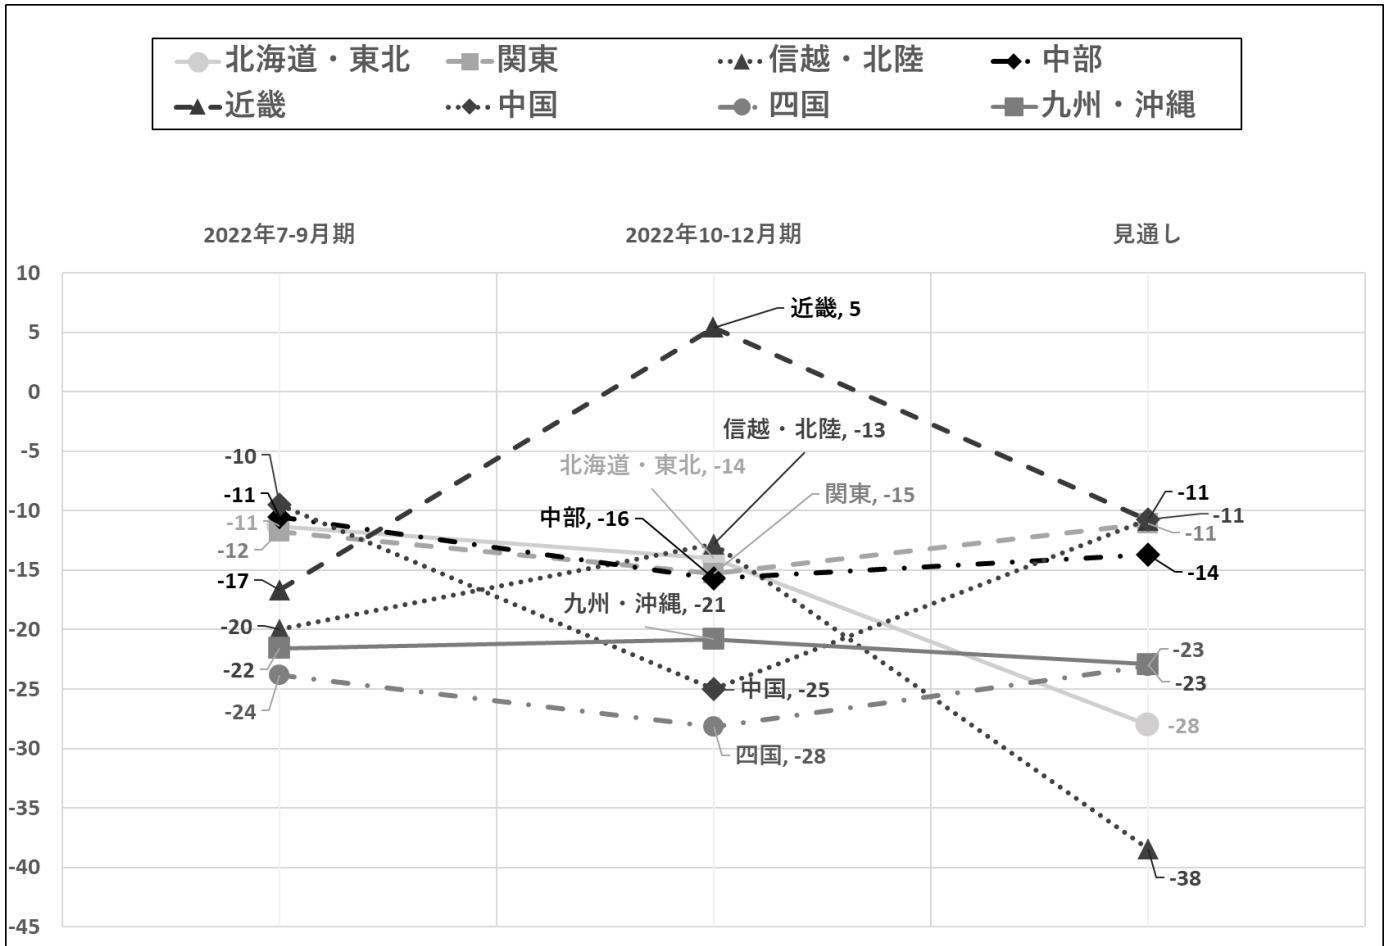 北海道・東北 関東 信越・北陸 中部
近畿 中国 四国 九州・沖縄
2022年7-9月期 2022年10-12月期 見通し
10
5
0
-5
-10
-15
-20
-25
-30
-35
-40
-45
-10
-11
-11
-12
-17
-20
-22
-24
近畿, 5
信越・北陸, -13
北海道・東北, -14
関東, -15
中部, -16
九州・沖縄, -21
中国, -25
四国, -28
-11
-11
-11
-14
-23
-23
-28
-38